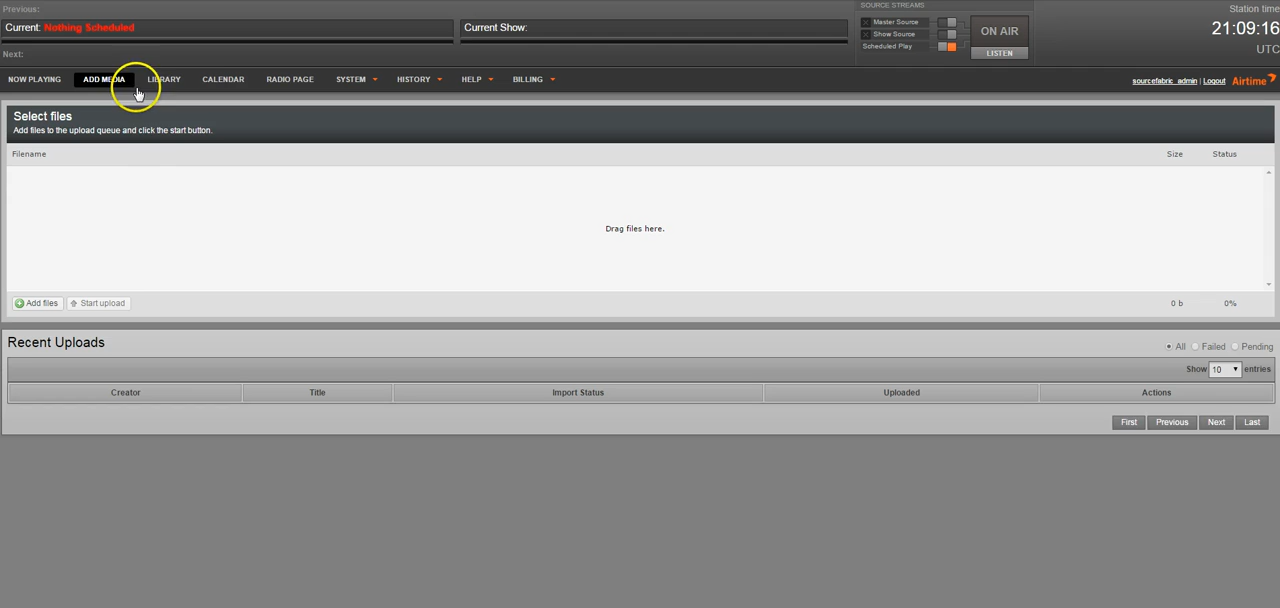 Previous:
Current: Nothing Scheduled
Next:
Current Show:
SOURCE STREAMS
Master Source
Show Source
Scheduled Play
ON AIR
LISTEN
Station time
21:09:16
UTC
NOW PLAYING ADD MEDIA LIBRARY CALENDAR RADIO PAGE SYSTEM HISTORY HELP BILLING
sourcefabric_admin | Logout Airtime
Select files
Add files to the upload queue and click the start button.
Filename Size Status
Drag files here.
Add files Start upload 0 b 0%
Recent Uploads All Failed Pending
Show 10 entries
Creator Title Import Status Uploaded Actions
First Previous Next Last